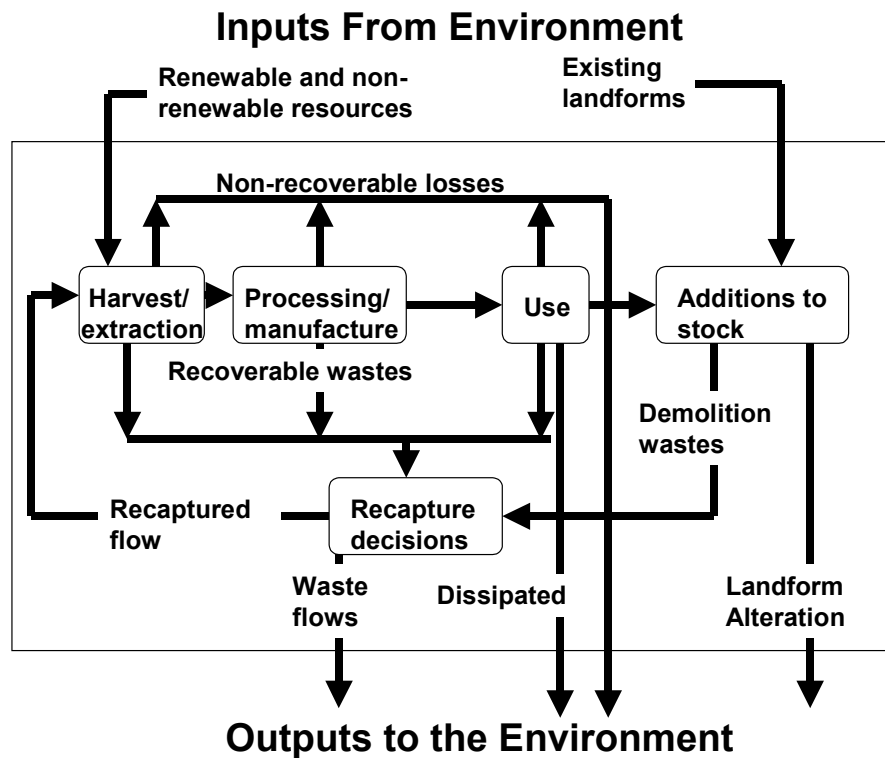 Inputs From Environment
Renewable and non-
renewable resources
Existing
landforms
Non-recoverable losses
Harvest/
extraction
Processing/
manufacture
Use
Additions to
stock
Recoverable wastes
Demolition
wastes
Recaptured
flow
Recapture
decisions
Waste
flows
Dissipated
Landform
Alteration
Outputs to the Environment